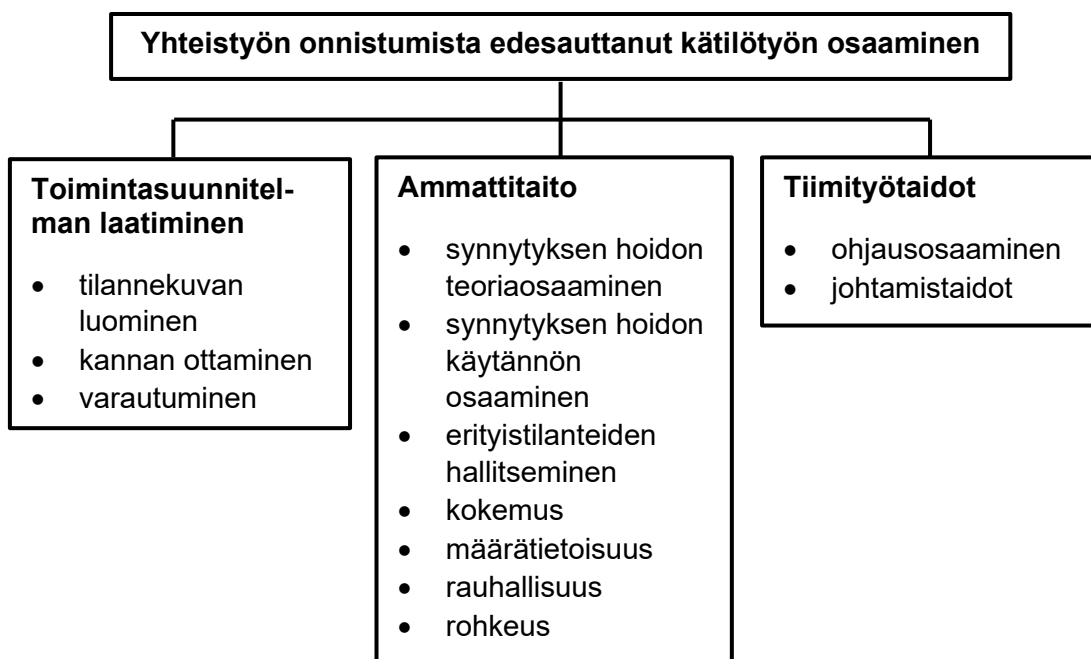 Yhteistyön onnistumista edesauttanut kätilötyön osaaminen
Toimintasuunnitel-
man laatiminen
• tilannekuvan
luominen
• kannan ottaminen
• varautuminen
Ammattitaito
• synnytyksen hoidon
teoriaosaaminen
• synnytyksen hoidon
käytännön
osaaminen
• erityistilanteiden
hallitseminen
• kokemus
• määrätietoisuus
• rauhallisuus
• rohkeus
Tiimityötaidot
• ohjausosaaminen
• johtamistaidot